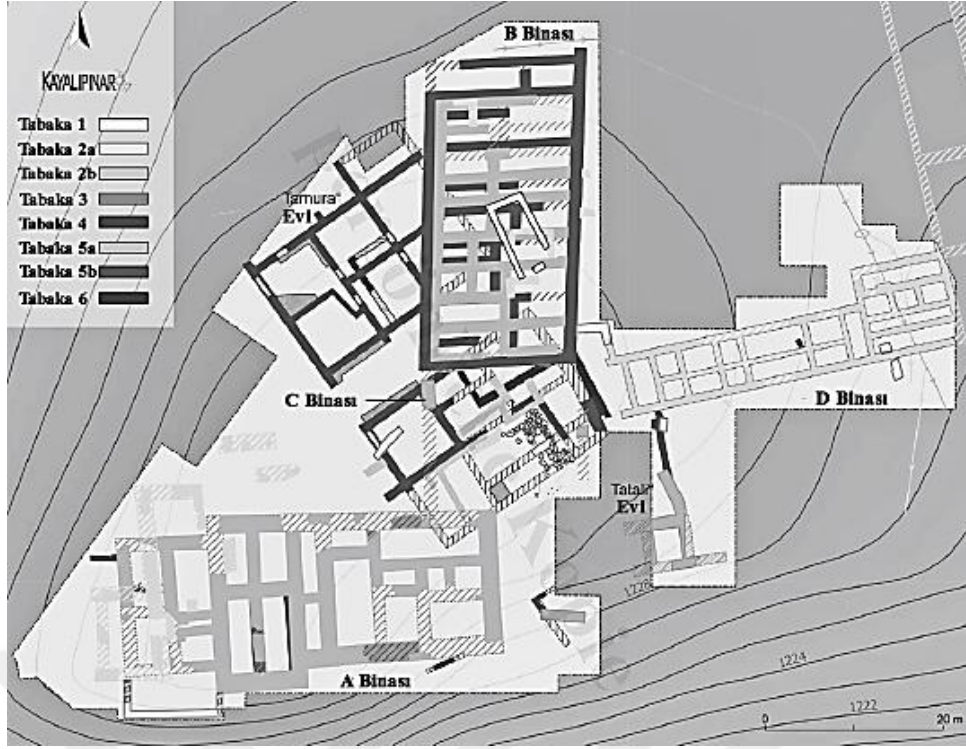 KAYALIPINAR
Tabaka 1
Tabaka 2a
Tabaka 2b
Tabaka 3
Tabaka 4
Tabaka 5a
Tabaka 5b
Tabaka 6
B Binası
Tamura
Evi
C Binası
D Binası
Evi
A Binası
1226
1224
1222
0
20 m